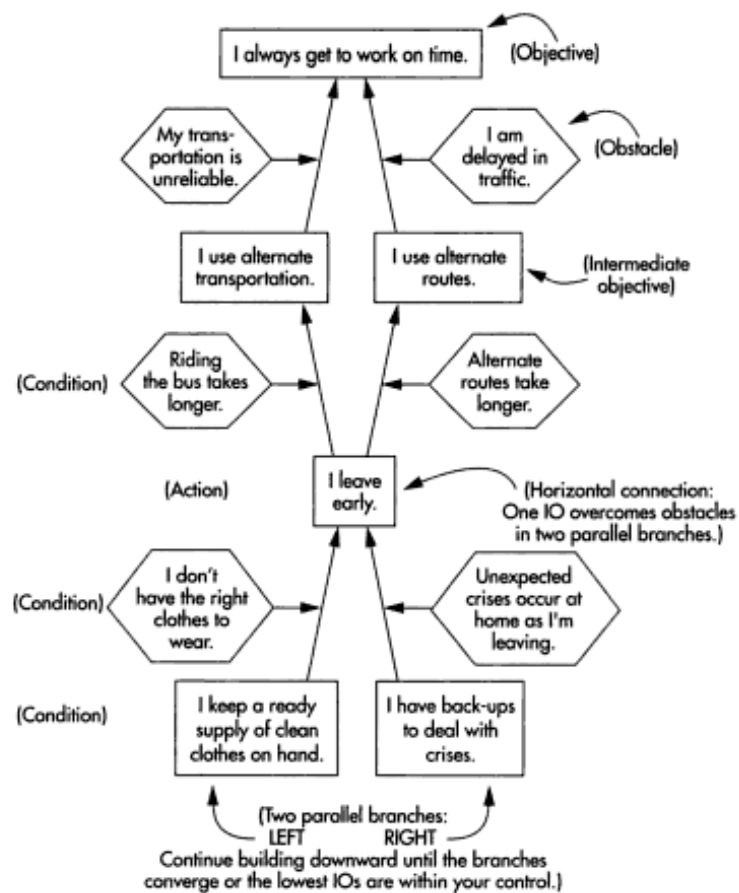 I always get to work on time.
(Objective)
My trans-
portation is
unreliable.
I am
delayed in
traffic.
(Obstacle)
I use alternate
transportation.
I use alternate
routes.
(Intermediate
objective)
(Condition)
Riding
the bus takes
longer.
Alternate
routes take
longer.
(Action)
I leave
early.
(Horizontal connection:
One IO overcomes obstacles
in two parallel branches.)
(Condition)
I don't
have the right
clothes to
wear.
Unexpected
crises occur at
home as I'm
leaving.
(Condition)
I keep a ready
supply of clean
clothes on hand.
I have back-ups
to deal with
crises.
(Two parallel branches:
LEFT RIGHT
Continue building downward until the branches
converge or the lowest IOs are within your control.)